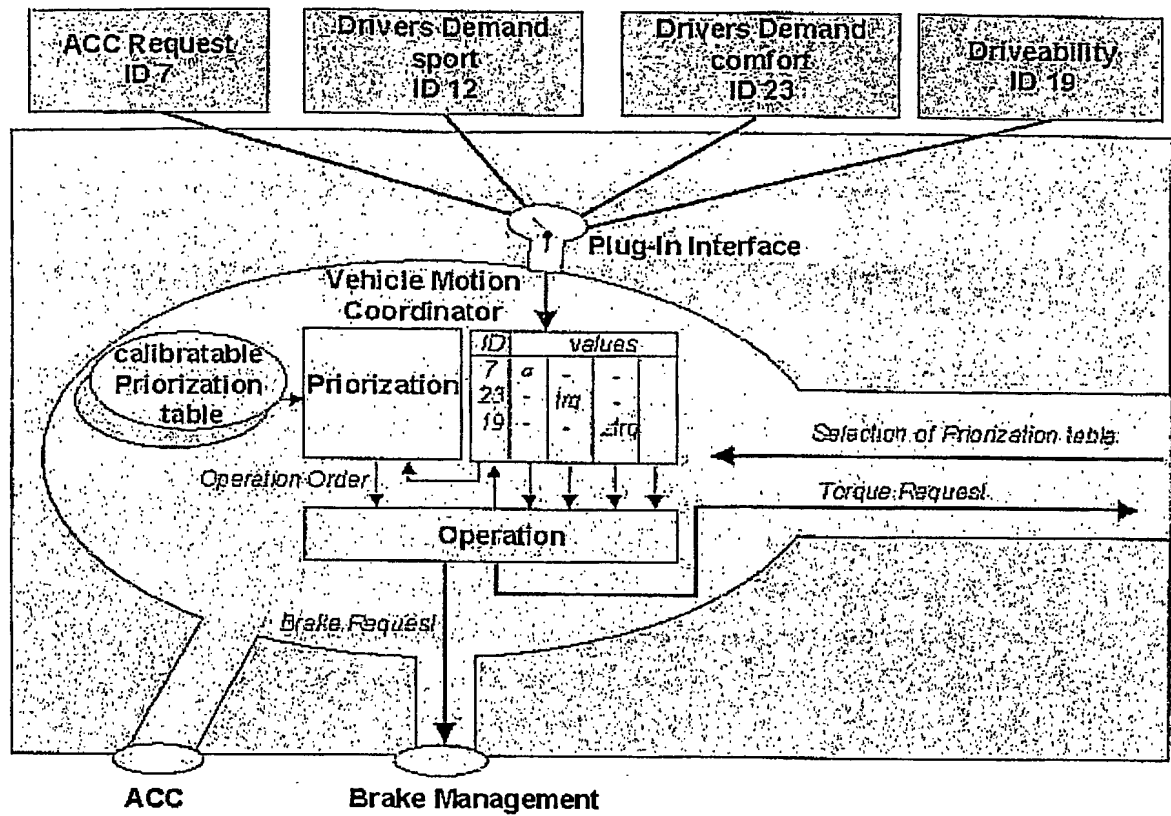 ACC Request
ID 7
Drivers Demand
sport
ID 12
Drivers Demand
comfort
ID 23
Driveability
ID 19
Plug-In Interface
Vehicle Motion
Coordinator
calibratable
Priorization
table
Priorization
ID values
7 a - -
23 - trq -
19 - -
Selection of Priorization table
Operation Order
Torque Request
Operation
Brake Request
ACC
Brake Management